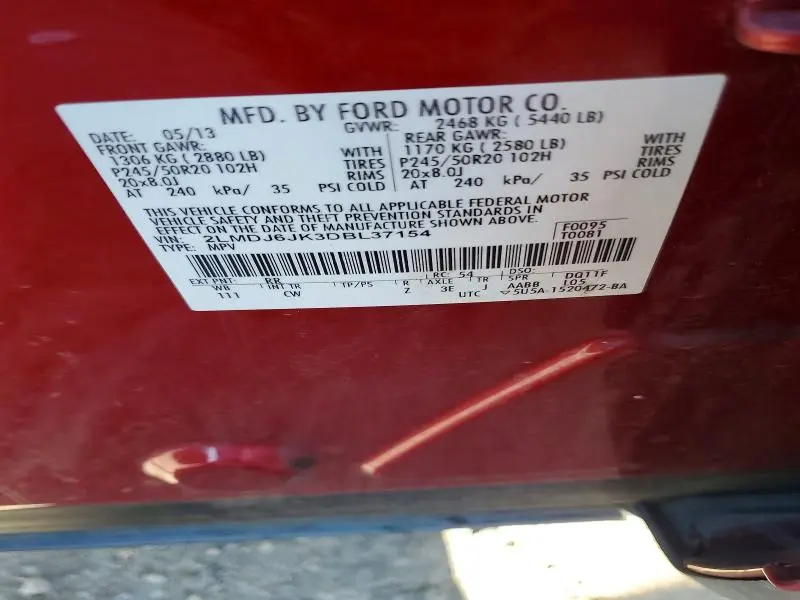 MFD. BY FORD MOTOR CO.
DATE: 05/13 GVWR: 2468 KG ( 5440 LB)
FRONT GAWR: REAR GAWR:
1306 KG ( 2880 LB) WITH 1170 KG ( 2580 LB) WITH
P245/50R20 102H TIRES P245/50R20 102H TIRES
20x8.0J RIMS 20x8.0J RIMS
AT 240 kPa/ 35 PSI COLD AT 240 kPa/ 35 PSI COLD
THIS VEHICLE CONFORMS TO ALL APPLICABLE FEDERAL MOTOR
VEHICLE SAFETY AND THEFT PREVENTION STANDARDS IN
EFFECT ON THE DATE OF MANUFACTURE SHOWN ABOVE.
VIN: 2LMDJ6JK3DBL37154 F0095
TYPE: MPV T0081
EXT PNT: RR RC: 54 DSO:
WB INT TR TP/PS R AXLE TR SPR DQ11F
111 CW Z 3E J AABB 105
UTC ▽5U5A-1520472-BA